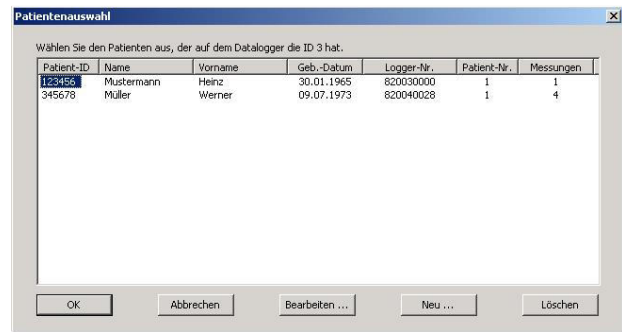 Patientenauswahl
Wählen Sie den Patienten aus, der auf dem Datalogger die ID 3 hat.
Patient-ID Name Vorname Geb.-Datum Logger-Nr. Patient-Nr. Messungen
123456 Mustermann Heinz 30.01.1965 820030000 1 1
345678 Müller Werner 09.07.1973 820040028 1 4
OK Abbrechen Bearbeiten ... Neu ... Löschen